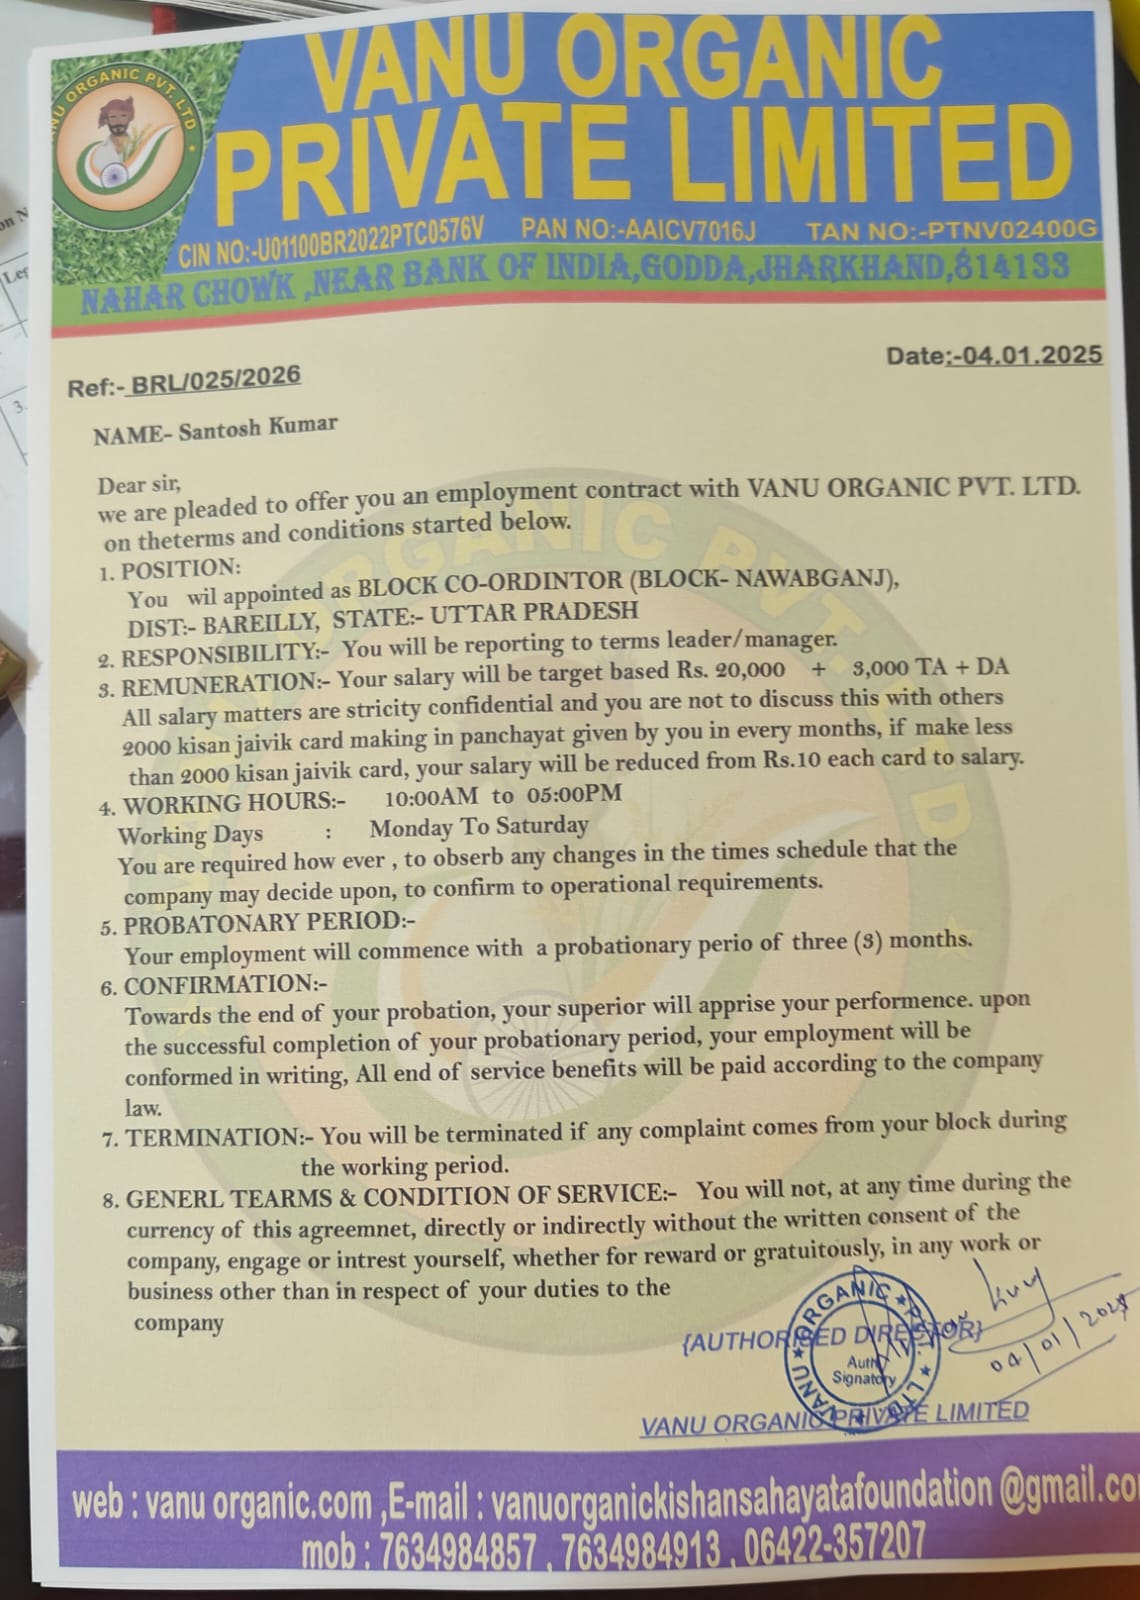 VANU ORGANIC PVT. LTD
VANU ORGANIC
PRIVATE LIMITED
CIN NO:-U01100BR2022PTC0576V PAN NO:-AAICV7016J TAN NO:-PTNV02400G
NAHAR CHOWK ,NEAR BANK OF INDIA,GODDA,JHARKHAND,814133
Ref:- BRL/025/2026
Date:-04.01.2025
NAME- Santosh Kumar
Dear sir,
we are pleaded to offer you an employment contract with VANU ORGANIC PVT. LTD.
on theterms and conditions started below.
1. POSITION:
You wil appointed as BLOCK CO-ORDINTOR (BLOCK- NAWABGANJ),
DIST:- BAREILLY, STATE:- UTTAR PRADESH
2. RESPONSIBILITY:- You will be reporting to terms leader/manager.
3. REMUNERATION:- Your salary will be target based Rs. 20,000 + 3,000 TA + DA
All salary matters are stricity confidential and you are not to discuss this with others
2000 kisan jaivik card making in panchayat given by you in every months, if make less
than 2000 kisan jaivik card, your salary will be reduced from Rs.10 each card to salary.
4. WORKING HOURS:- 10:00AM to 05:00PM
Working Days : Monday To Saturday
You are required how ever , to obserb any changes in the times schedule that the
company may decide upon, to confirm to operational requirements.
5. PROBATONARY PERIOD:-
Your employment will commence with a probationary perio of three (3) months.
6. CONFIRMATION:-
Towards the end of your probation, your superior will apprise your performence. upon
the successful completion of your probationary period, your employment will be
conformed in writing, All end of service benefits will be paid according to the company
law.
7. TERMINATION:- You will be terminated if any complaint comes from your block during
the working period.
8. GENERL TEARMS & CONDITION OF SERVICE:- You will not, at any time during the
currency of this agreemnet, directly or indirectly without the written consent of the
company, engage or intrest yourself, whether for reward or gratuitously, in any work or
business other than in respect of your duties to the
company
{AUTHORISED DIRECTOR}
VANU ORGANIC PVT. LTD
Auth.
Signatory
04/01/202
VANU ORGANIC PRIVATE LIMITED
web : vanu organic.com ,E-mail : vanuorganickishansahayatafoundation @gmail.co
mob : 7634984857 , 7634984913 , 06422-357207